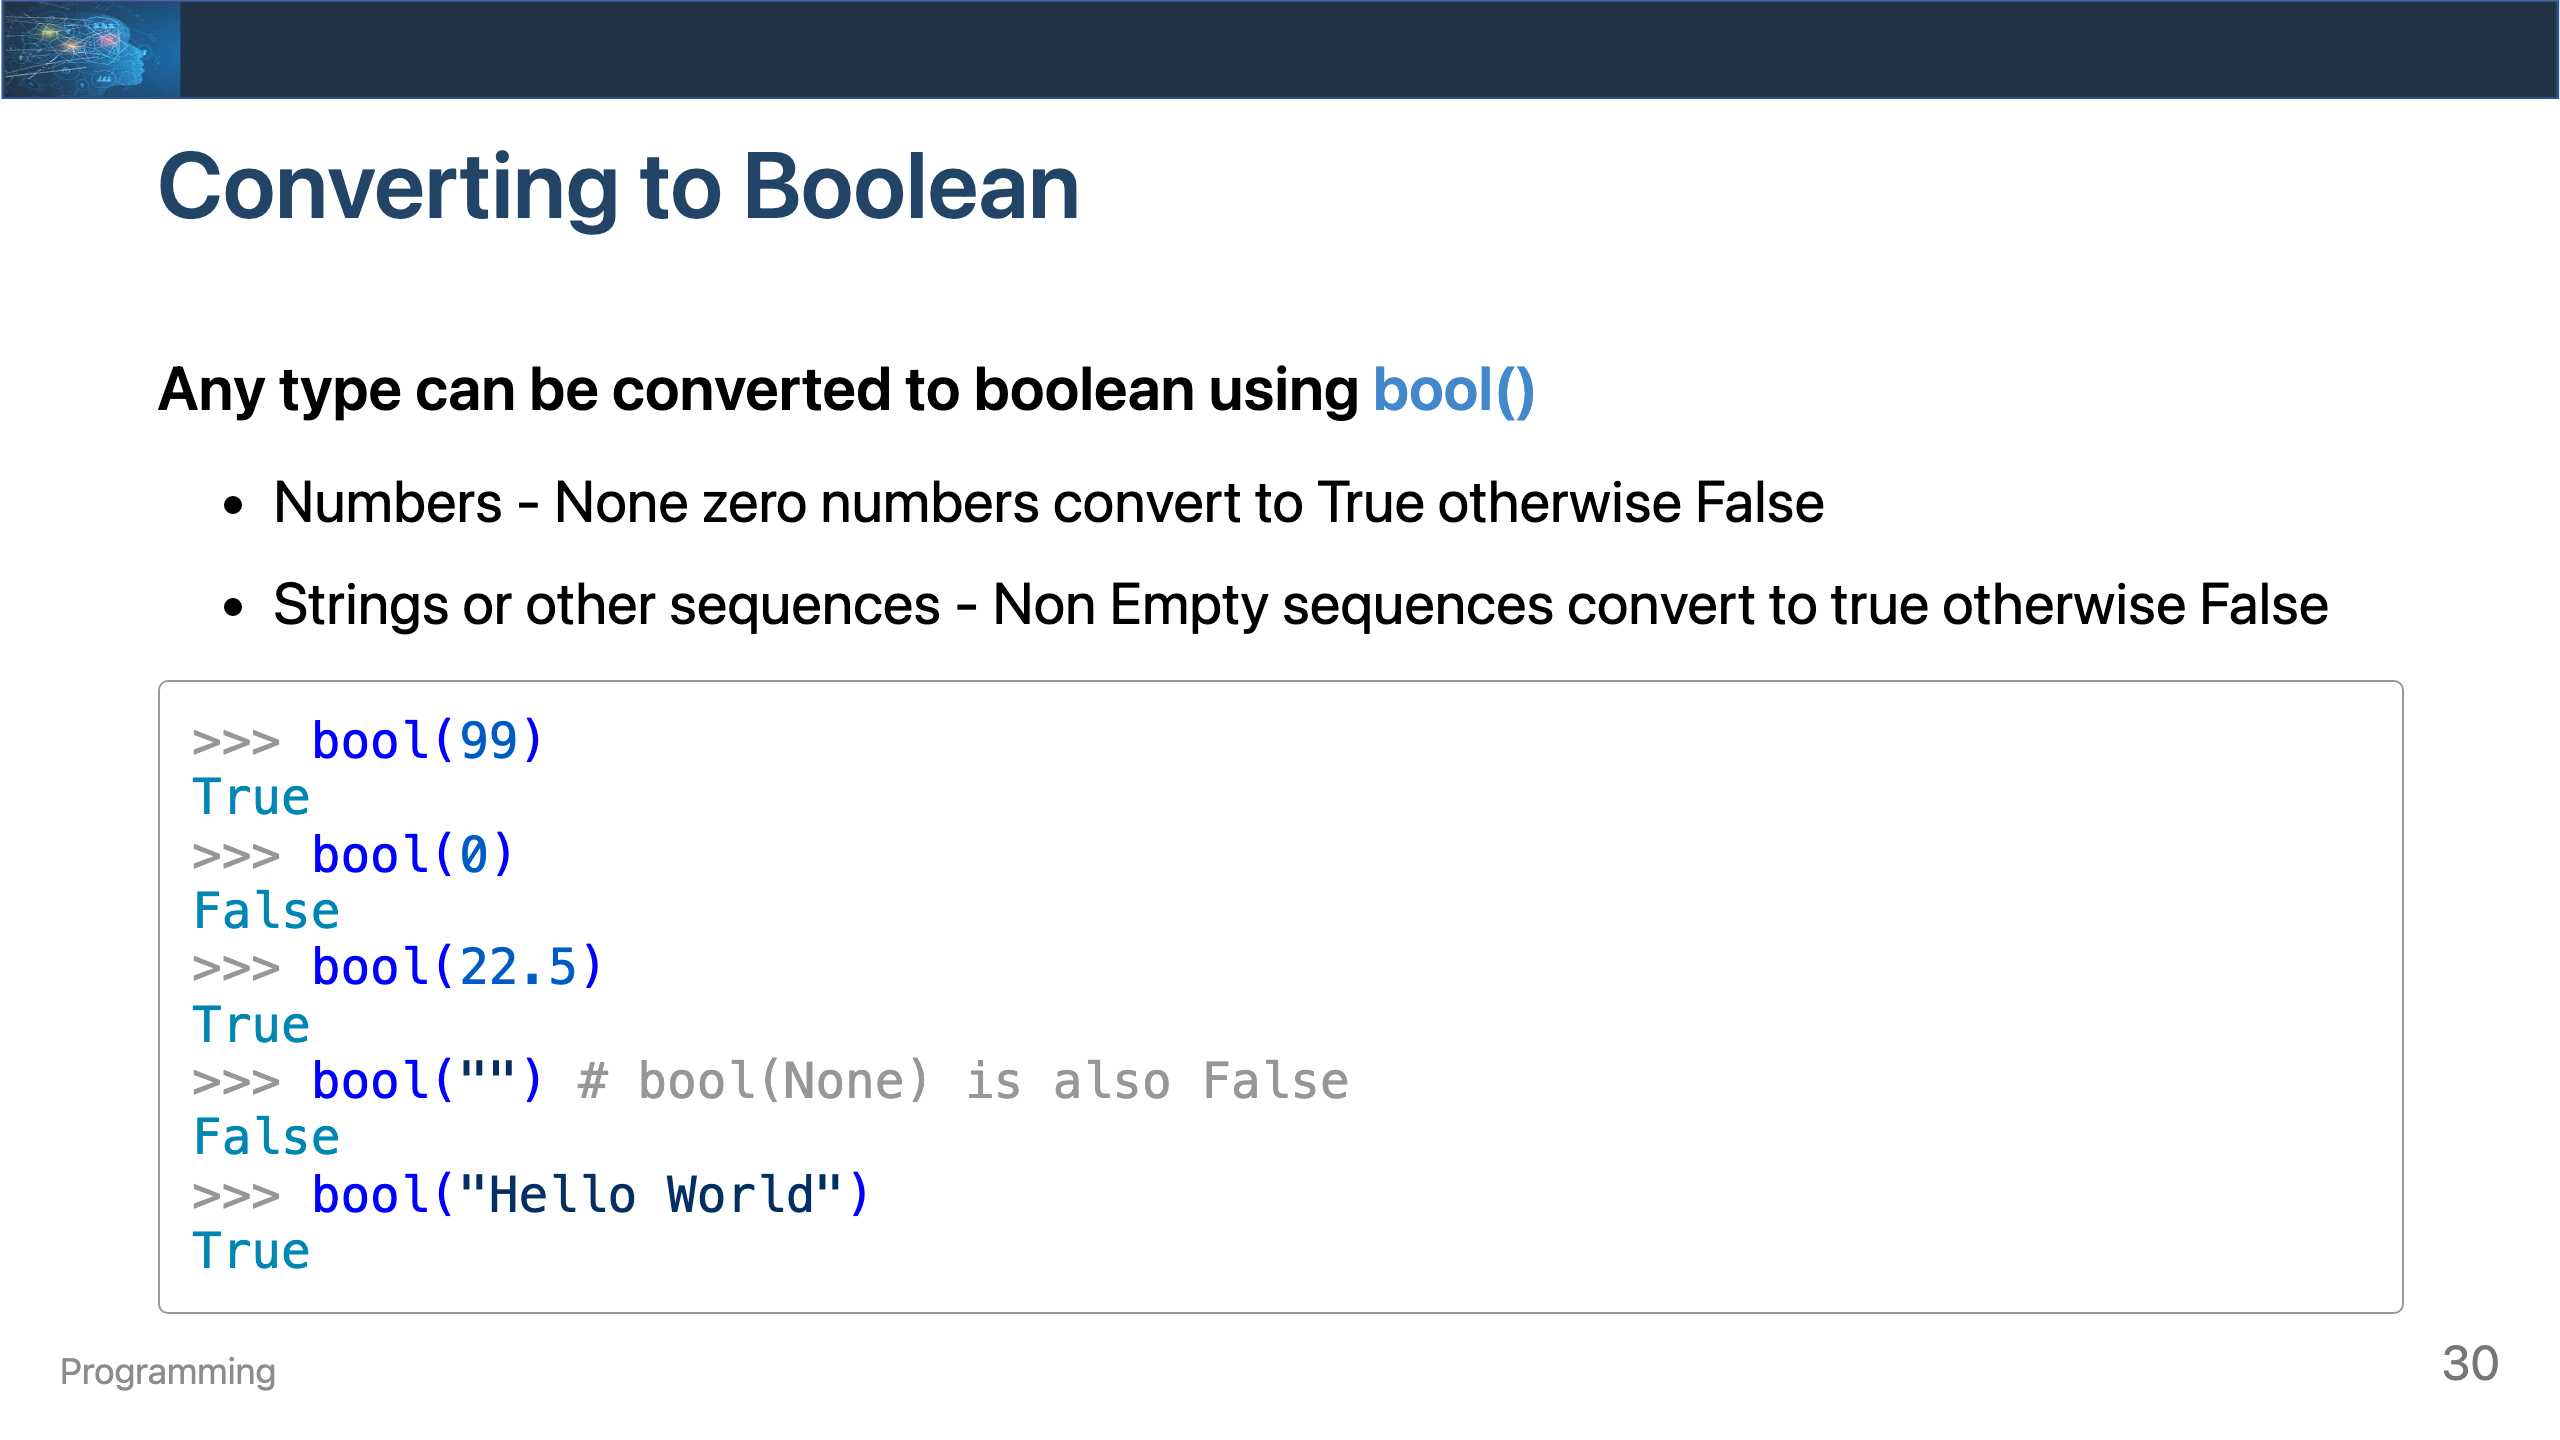 Converting to Boolean
Any type can be converted to boolean using bool()
• Numbers - None zero numbers convert to True otherwise False
• Strings or other sequences - Non Empty sequences convert to true otherwise False
>>> bool(99)
True
>>> bool(0)
False
>>> bool(22.5)
True
>>> bool("") # bool(None) is also False
False
>>> bool("Hello World")
True
Programming
30